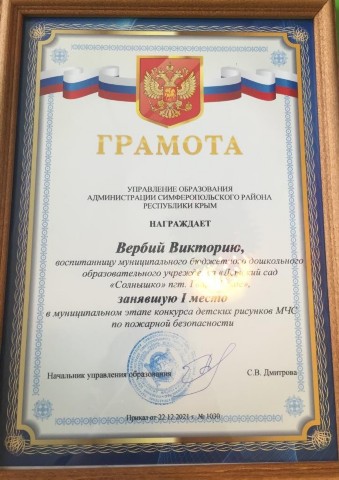 ГРАМОТА
УПРАВЛЕНИЕ ОБРАЗОВАНИЯ
АДМИНИСТРАЦИИ СИМФЕРОПОЛЬСКОГО РАЙОНА
РЕСПУБЛИКИ КРЫМ
НАГРАЖДАЕТ
Вербий Викторию,
воспитанницу муниципального бюджетного дошкольного
образовательного «Детский сад
«Солнышко» пгт.
занявшую I место
в муниципальном этапе конкурса детских рисунков МЧС
по пожарной безопасности
Начальник управления образования С.В. Дмитрова
Приказ от 22.12.2021 г. № 1030